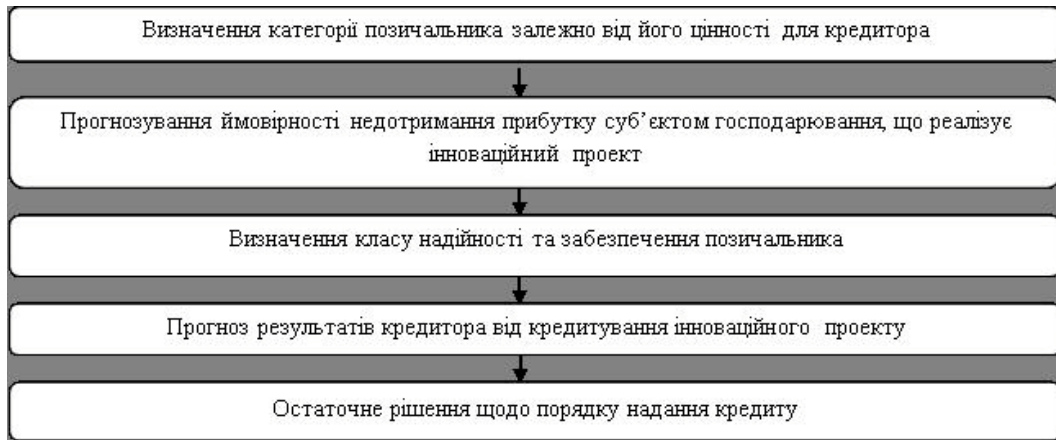 Визначення категорії позичальника залежно від його цінності для кредитора
Прогнозування ймовірності недотримання прибутку суб’єктом господарювання, що реалізує
інноваційний проект
Визначення класу надійності та забезпечення позичальника
Прогноз результатів кредитора від кредитування інноваційного проекту
Остаточне рішення щодо порядку надання кредиту